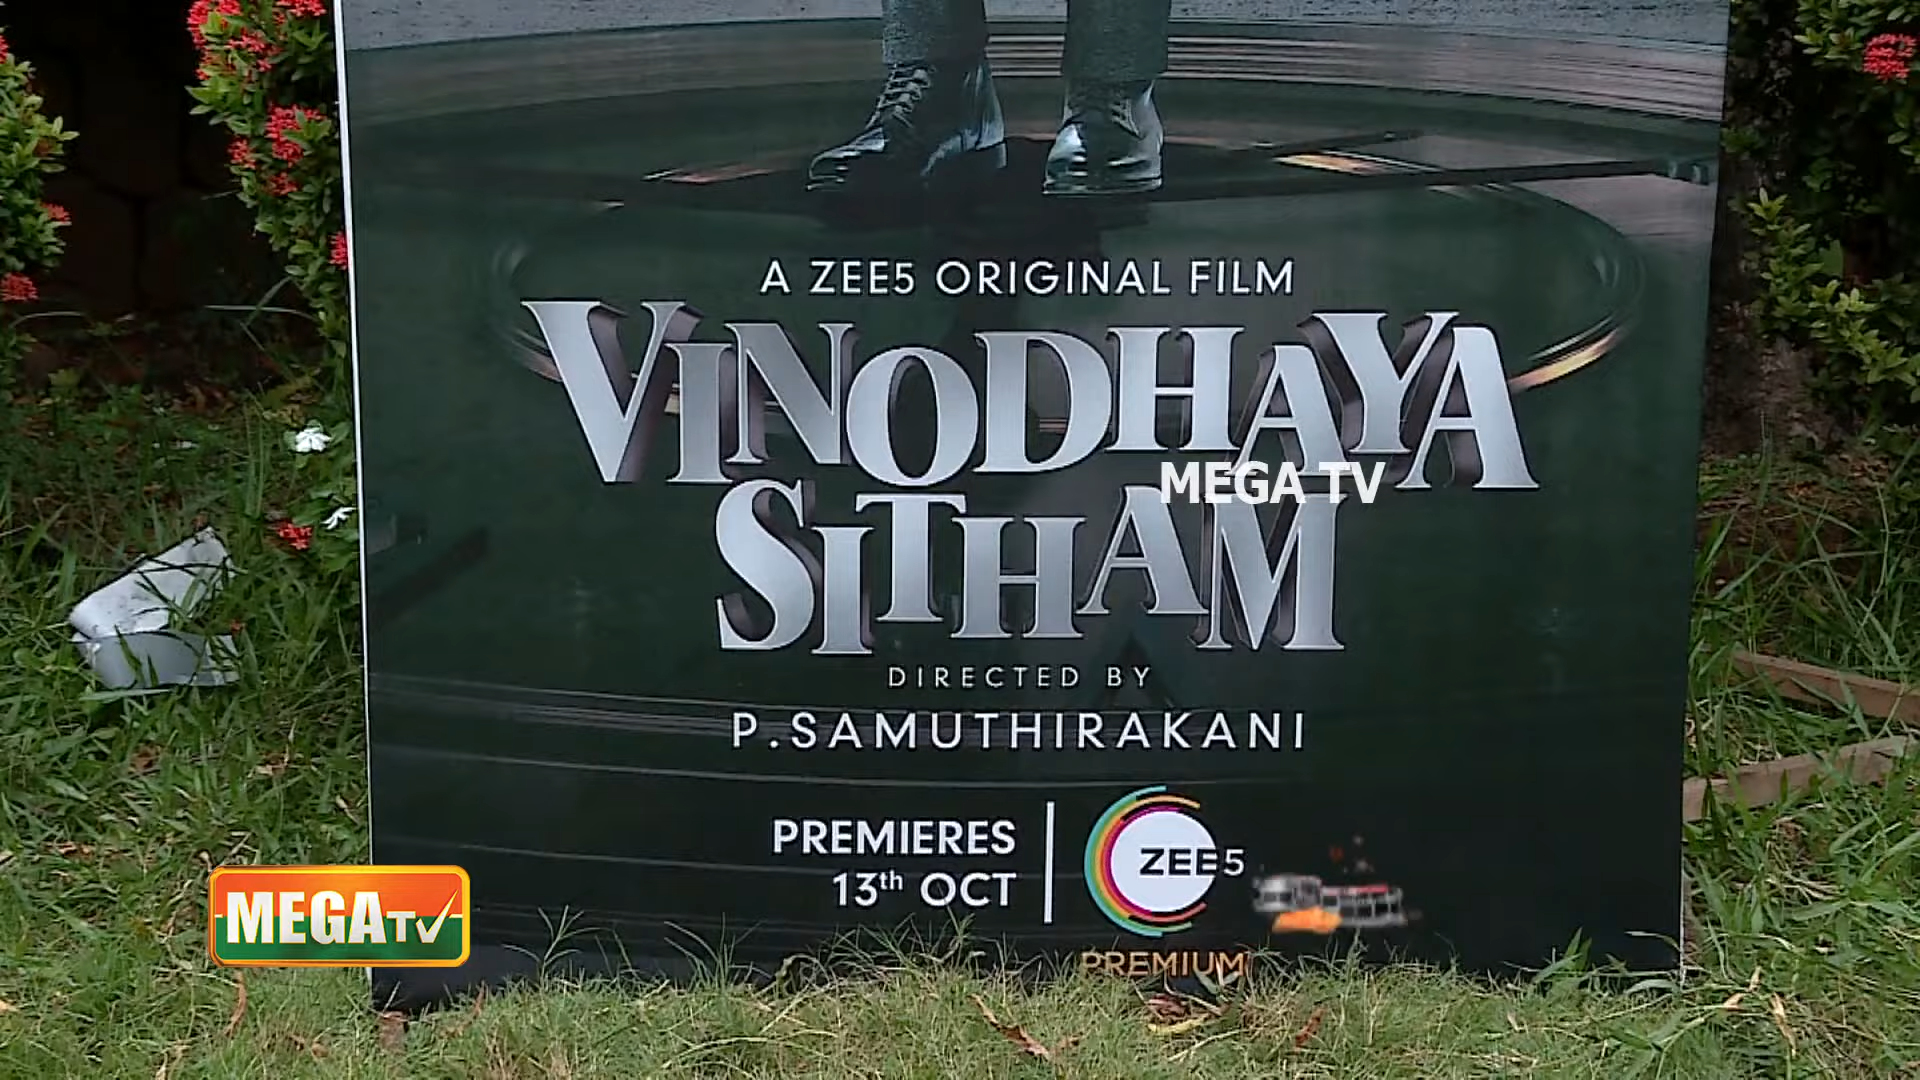 A ZEE5 ORIGINAL FILM
VINODHAYA
MEGA TV
SITHAM
DIRECTED BY
P.SAMUTHIRAKANI
PREMIERES
13th OCT
ZEE5
PREMIUM
MEGA TV